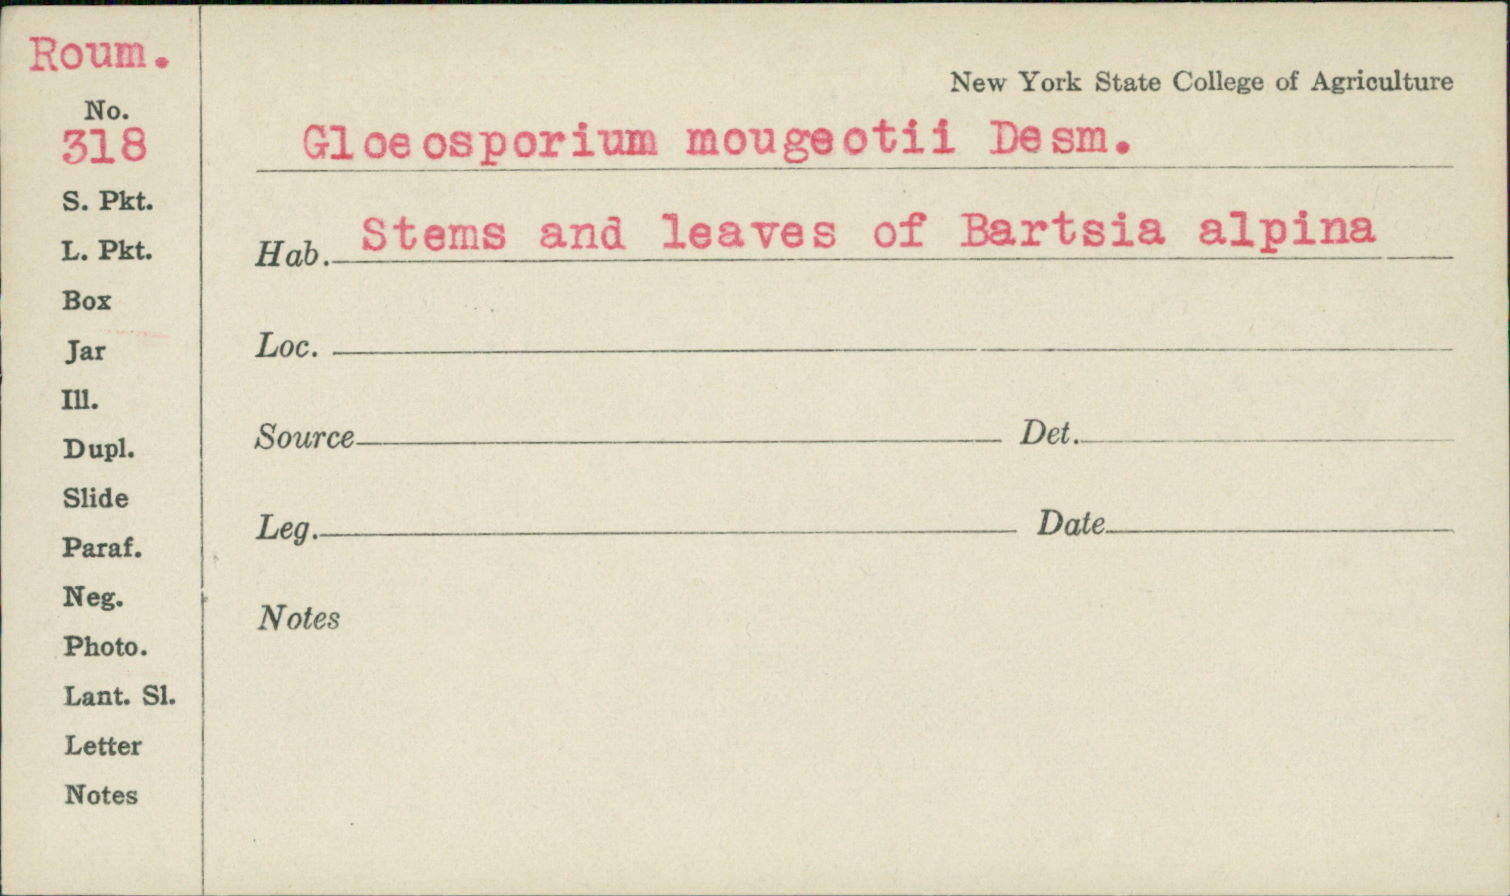 Roum.
No.
318
S. Pkt.
L. Pkt.
Box
Jar
Ill.
Dupl.
Slide
Paraf.
Neg.
Photo.
Lant. Sl.
Letter
Notes
New York State College of Agriculture
Gloeosporium mougeotii Desm.
Hab. Stems and leaves of Bartsia alpina
Loc.
Source Det.
Leg. Date
Notes